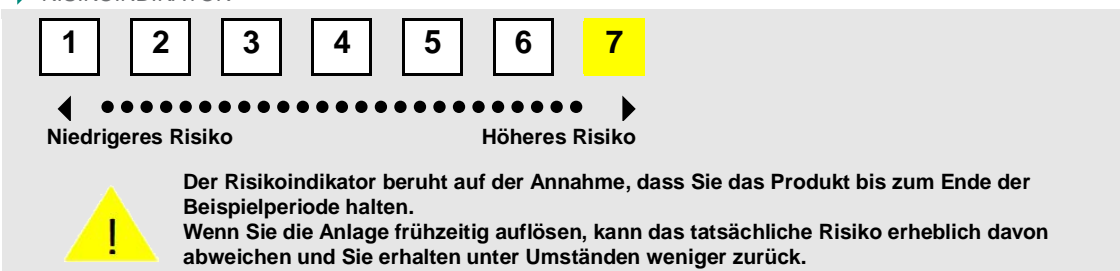 RISIKOINDIKATOR
1 2 3 4 5 6 7
Niedrigeres Risiko Höheres Risiko
Der Risikoindikator beruht auf der Annahme, dass Sie das Produkt bis zum Ende der
Beispielperiode halten.
! Wenn Sie die Anlage frühzeitig auflösen, kann das tatsächliche Risiko erheblich davon
abweichen und Sie erhalten unter Umständen weniger zurück.